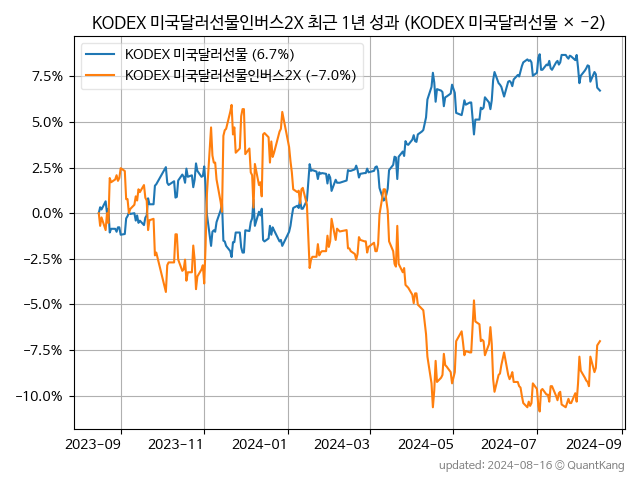 KODEX 미국달러선물인버스2X 최근 1년 성과 (KODEX 미국달러선물 × −2)
KODEX 미국달러선물 (6.7%)
KODEX 미국달러선물인버스2X (−7.0%)
7.5%
5.0%
2.5%
0.0%
−2.5%
−5.0%
−7.5%
−10.0%
2023-09 2023-11 2024-01 2024-03 2024-05 2024-07 2024-09
updated: 2024-08-16 © QuantKang